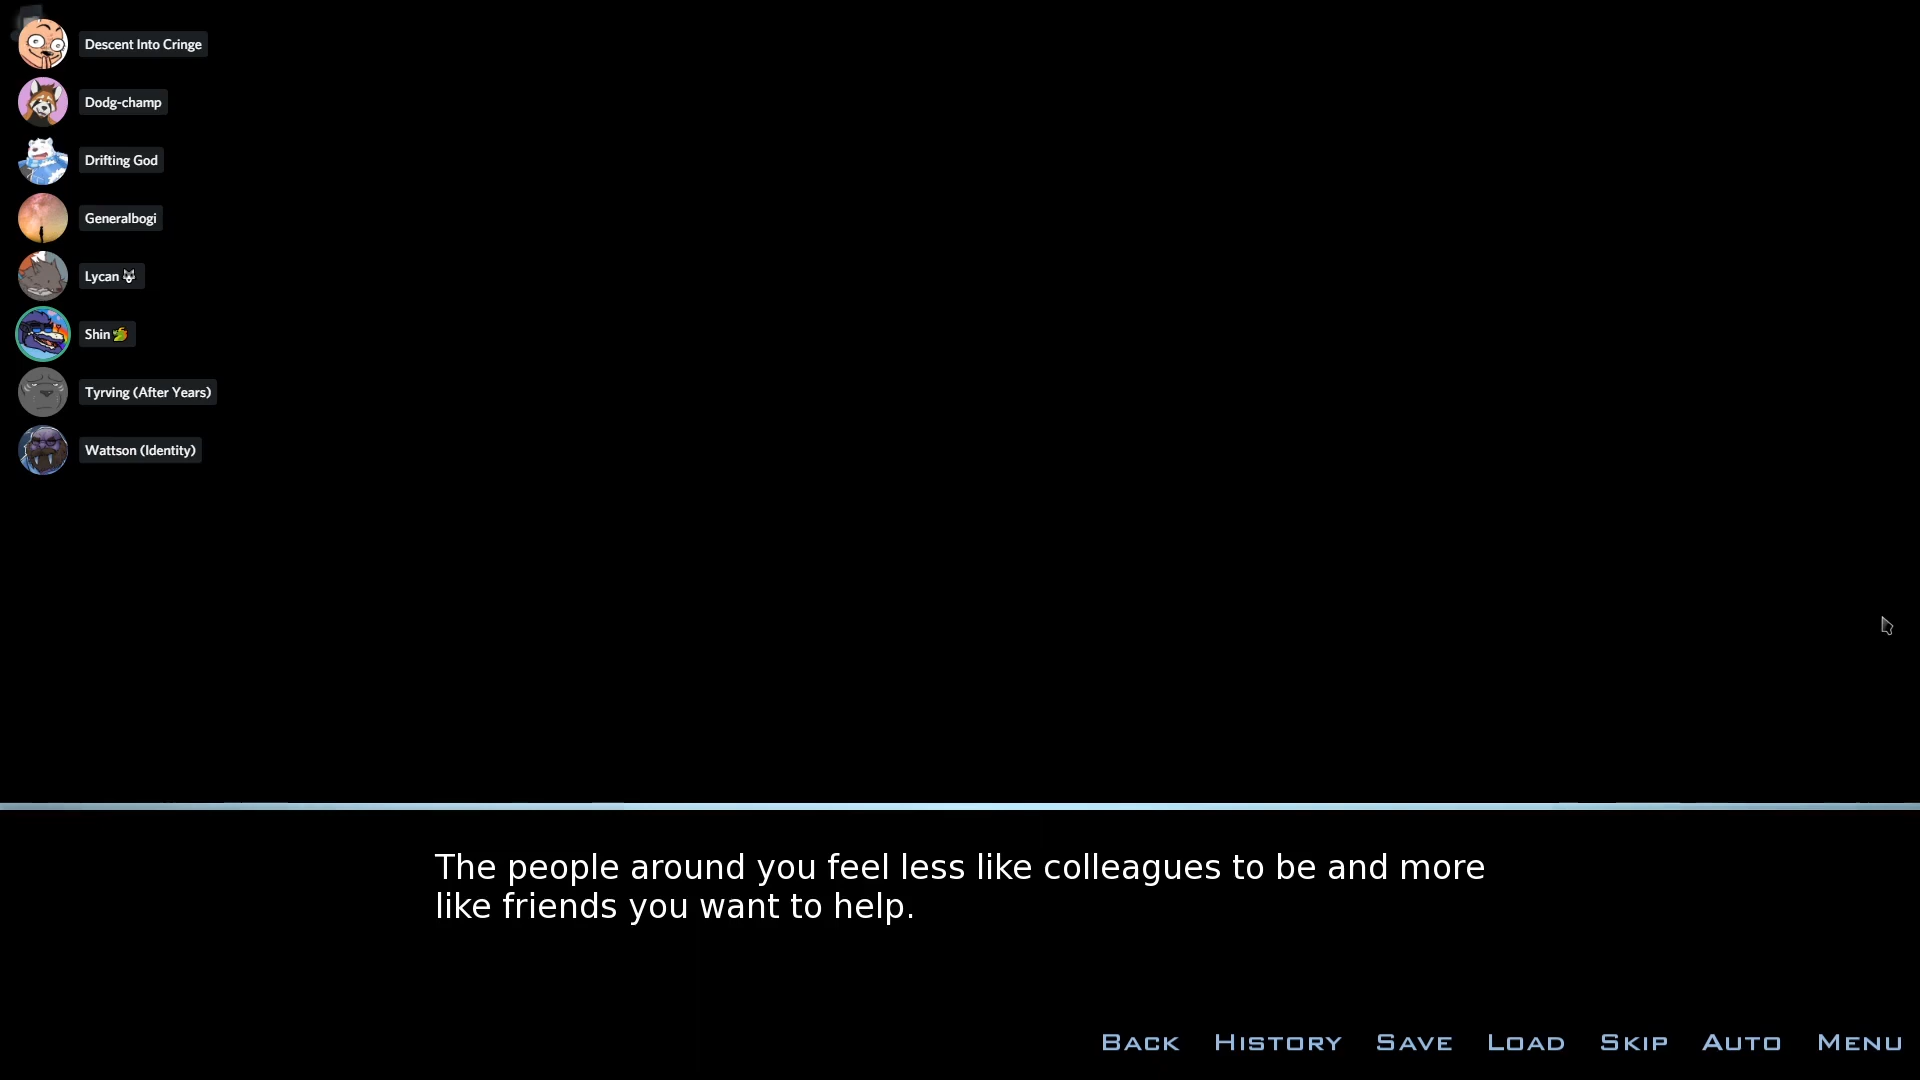 Descent Into Cringe
Dodg-champ
Drifting God
Generalbogi
Lycan 🐺
Shin 🐲
Tyrving (After Years)
Wattson (Identity)
The people around you feel less like colleagues to be and more
like friends you want to help.
Back History Save Load Skip Auto Menu